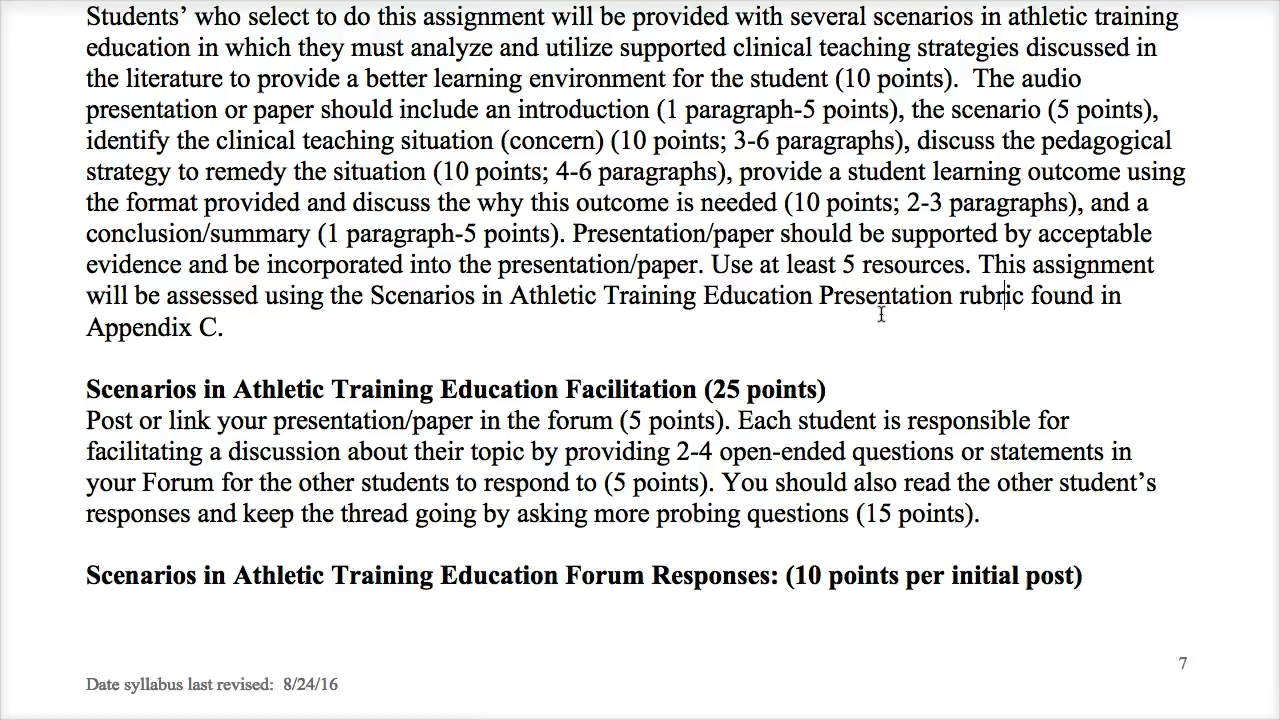 Students’ who select to do this assignment will be provided with several scenarios in athletic training
education in which they must analyze and utilize supported clinical teaching strategies discussed in
the literature to provide a better learning environment for the student (10 points).  The audio
presentation or paper should include an introduction (1 paragraph-5 points), the scenario (5 points),
identify the clinical teaching situation (concern) (10 points; 3-6 paragraphs), discuss the pedagogical
strategy to remedy the situation (10 points; 4-6 paragraphs), provide a student learning outcome using
the format provided and discuss the why this outcome is needed (10 points; 2-3 paragraphs), and a
conclusion/summary (1 paragraph-5 points). Presentation/paper should be supported by acceptable
evidence and be incorporated into the presentation/paper. Use at least 5 resources. This assignment
will be assessed using the Scenarios in Athletic Training Education Presentation rubric found in
Appendix C.
Scenarios in Athletic Training Education Facilitation (25 points)
Post or link your presentation/paper in the forum (5 points). Each student is responsible for
facilitating a discussion about their topic by providing 2-4 open-ended questions or statements in
your Forum for the other students to respond to (5 points). You should also read the other student’s
responses and keep the thread going by asking more probing questions (15 points).
Scenarios in Athletic Training Education Forum Responses: (10 points per initial post)
7
Date syllabus last revised:  8/24/16